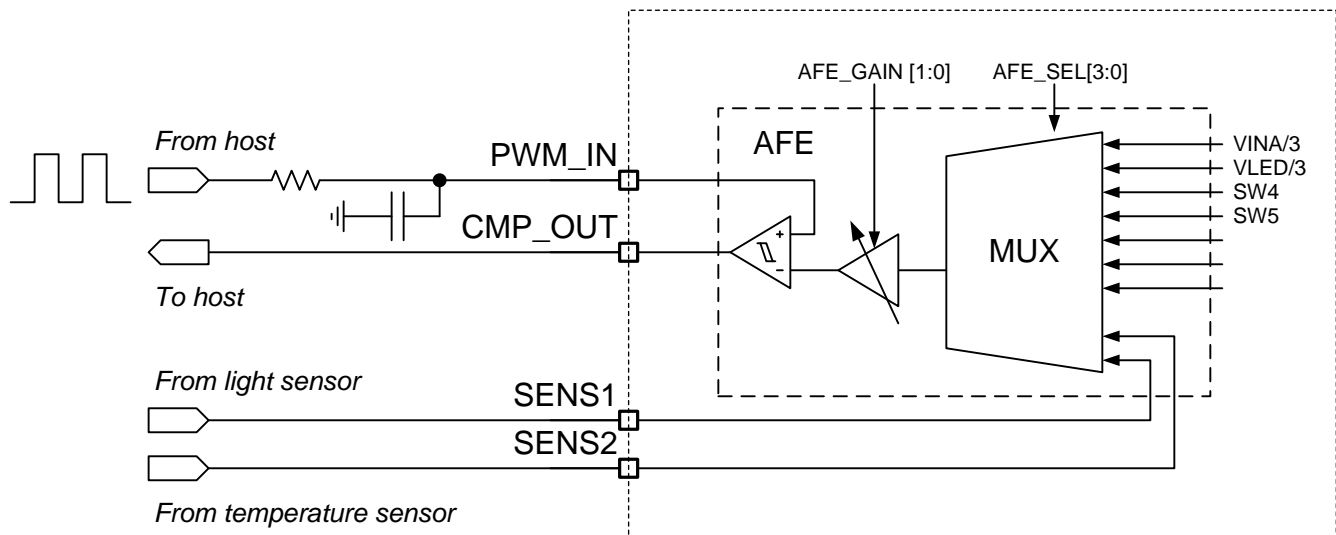 AFE_GAIN [1:0]
AFE_SEL[3:0]
From host
PWM_IN
AFE
VINA/3
VLED/3
SW4
SW5
CMP_OUT
+
-
MUX
To host
From light sensor
SENS1
SENS2
From temperature sensor